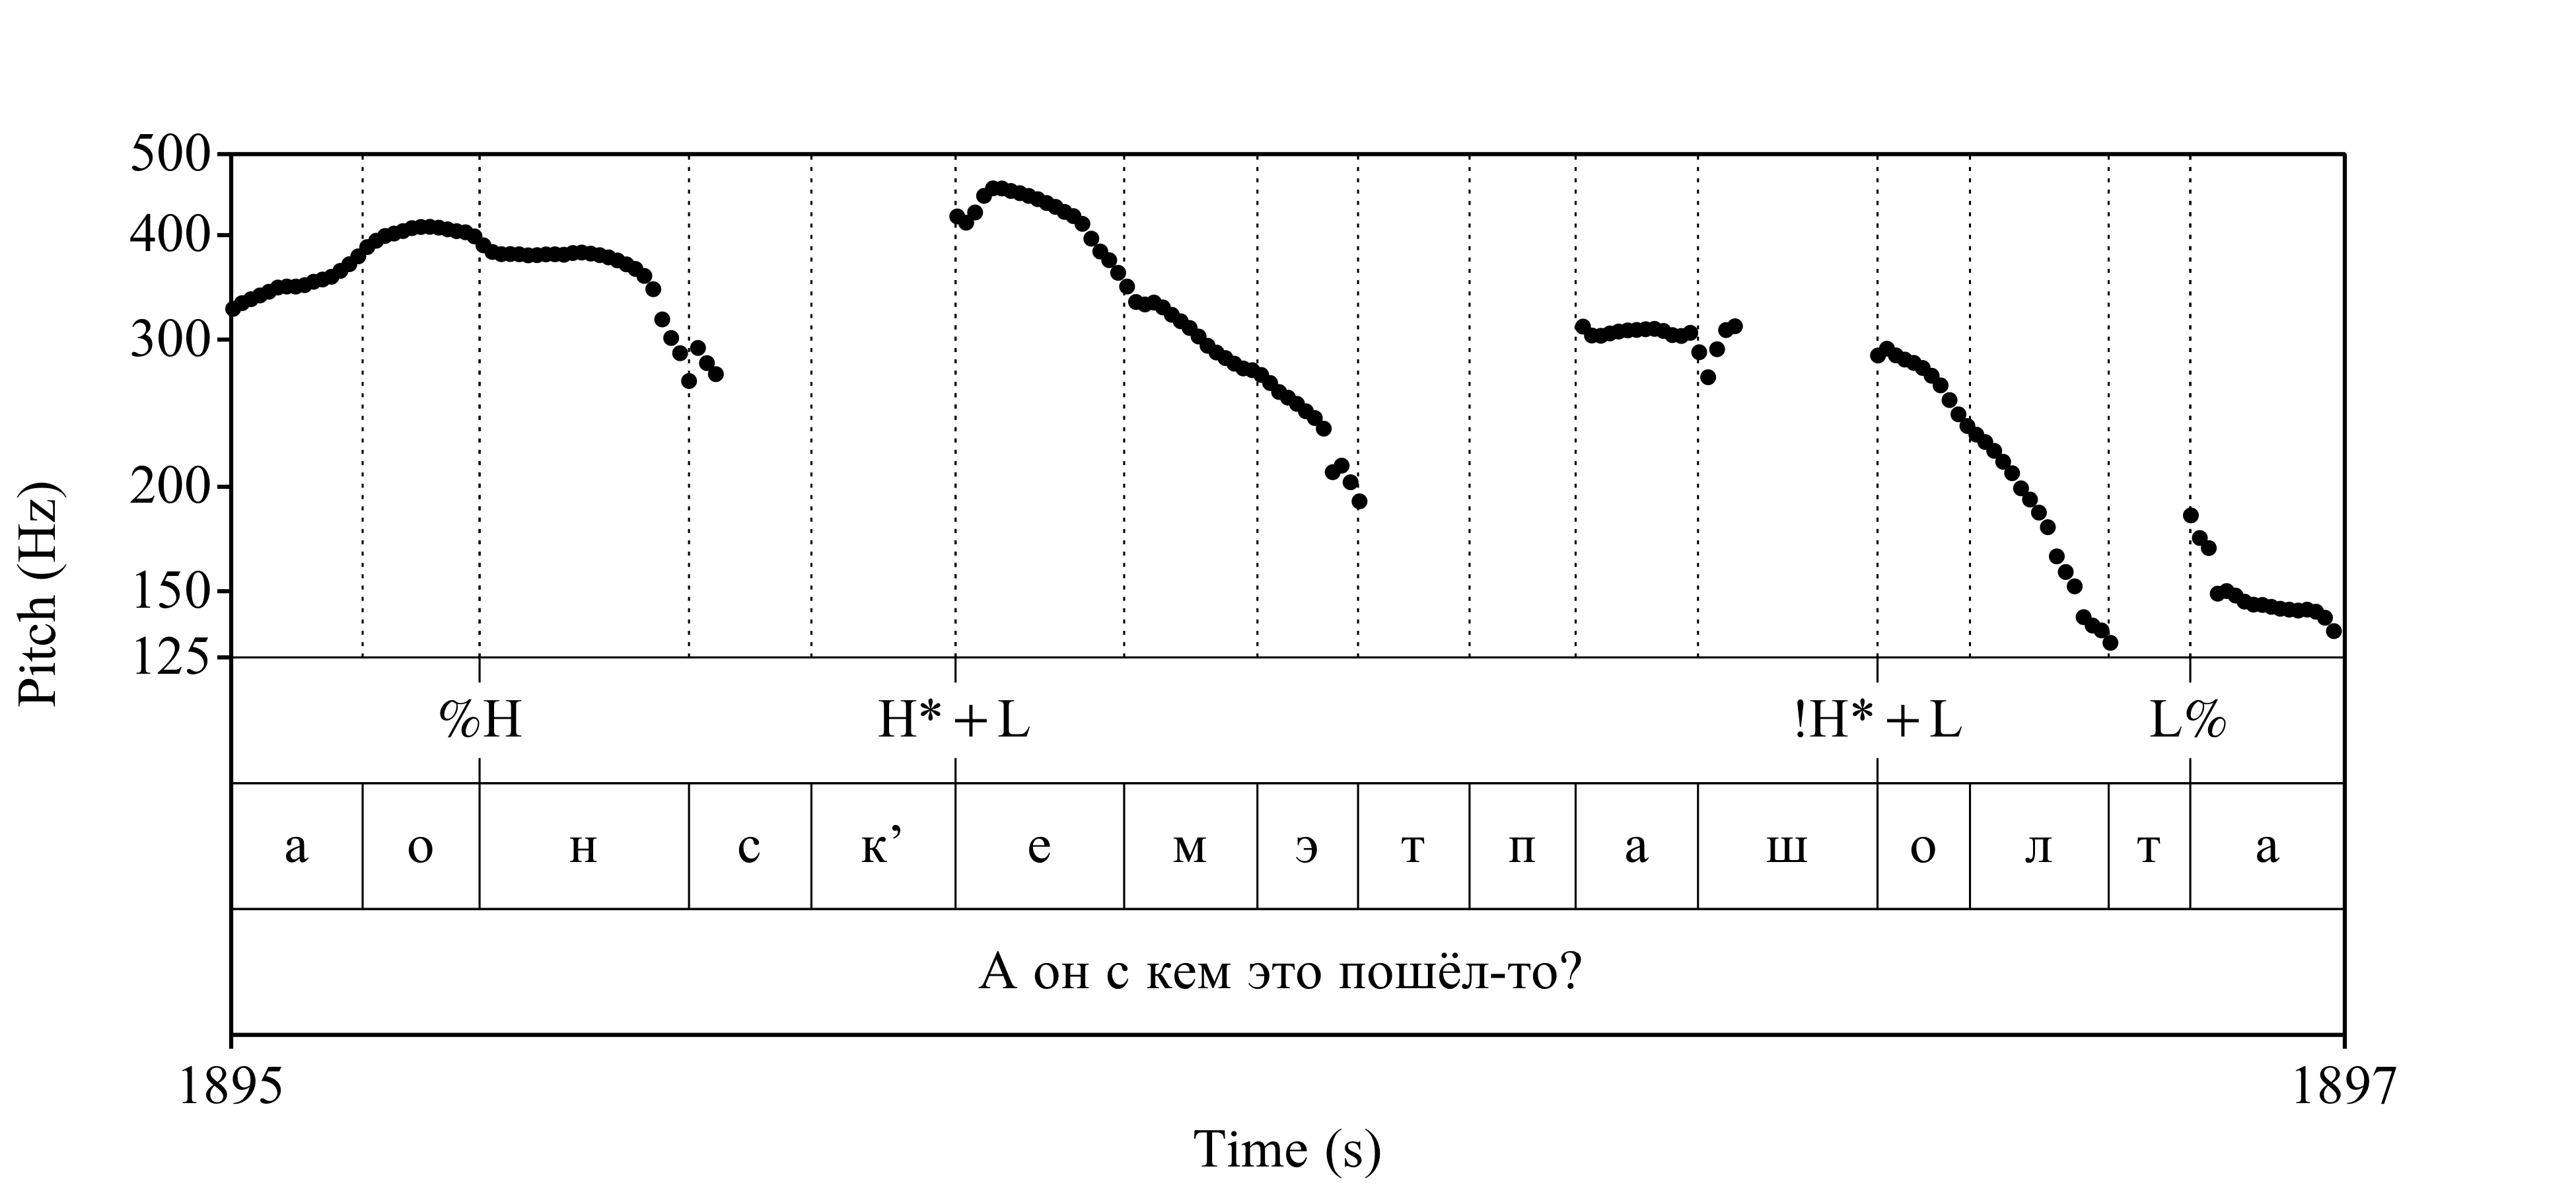 500
400
300
200
150
125
Pitch (Hz)
%H H* + L !H* + L L%
а о н с к’ е м э т п а ш о л т а
А он с кем это пошёл-то?
1895 1897
Time (s)